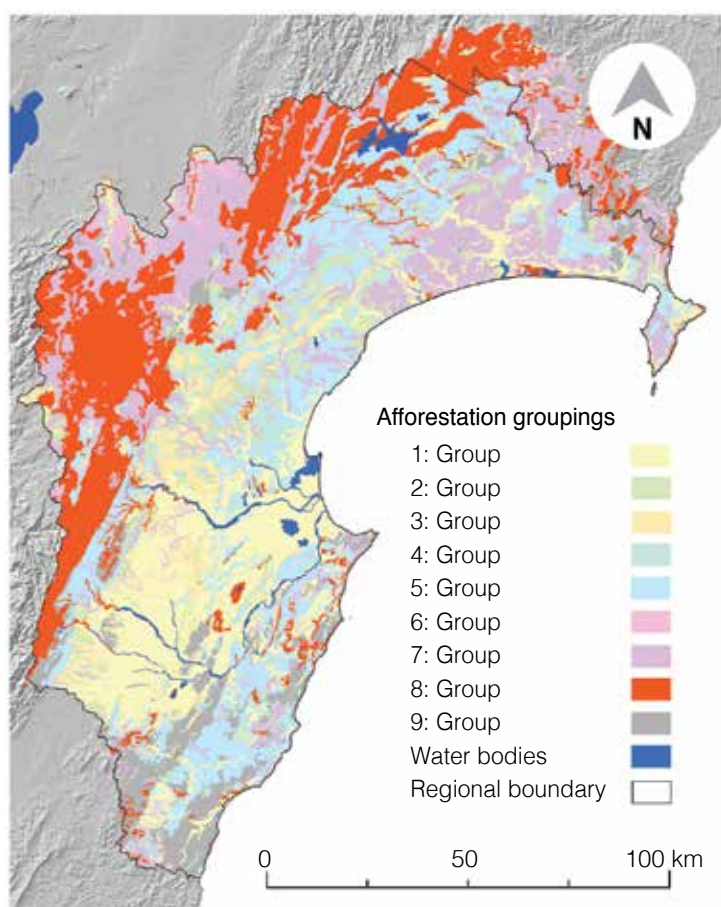 N
Afforestation groupings
1: Group
2: Group
3: Group
4: Group
5: Group
6: Group
7: Group
8: Group
9: Group
Water bodies
Regional boundary
0 50 100 km